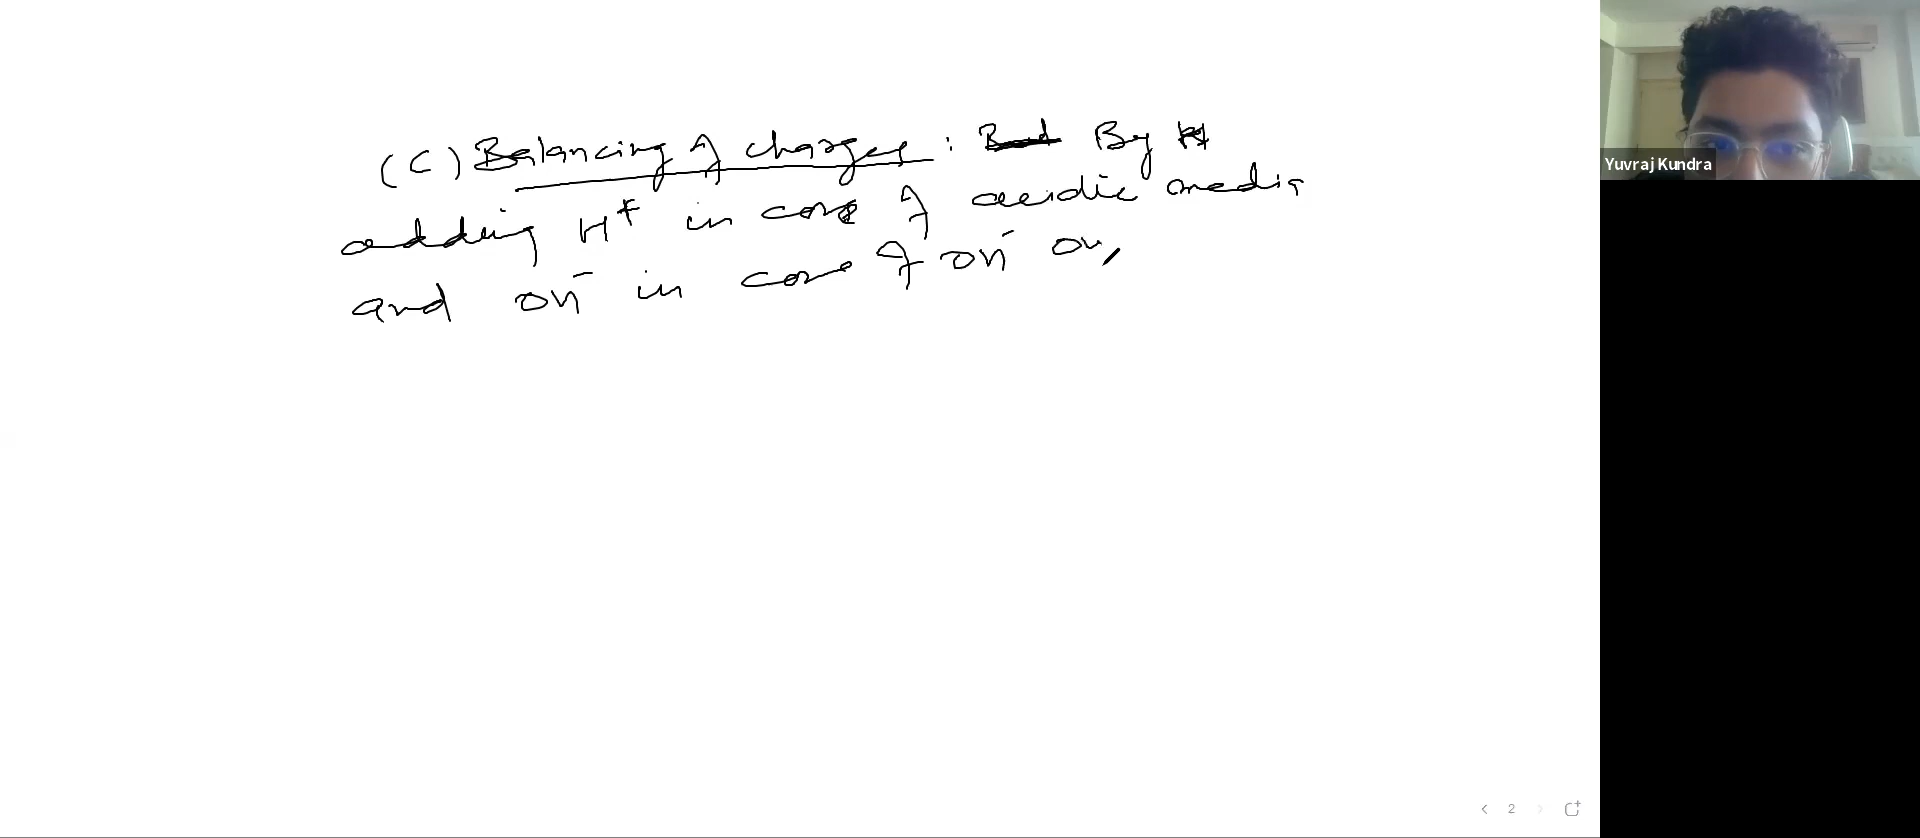 (C) Balancing of charges : By
adding H+ in case of acidic media
and OH- in case of OH-
Yuvraj Kundra
2